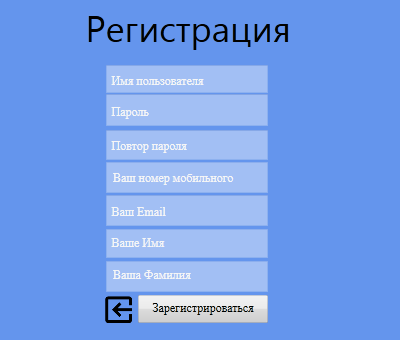 Регистрация
Имя пользователя
Пароль
Повтор пароля
Ваш номер мобильного
Ваш Email
Ваше Имя
Ваша Фамилия
Зарегистрироваться